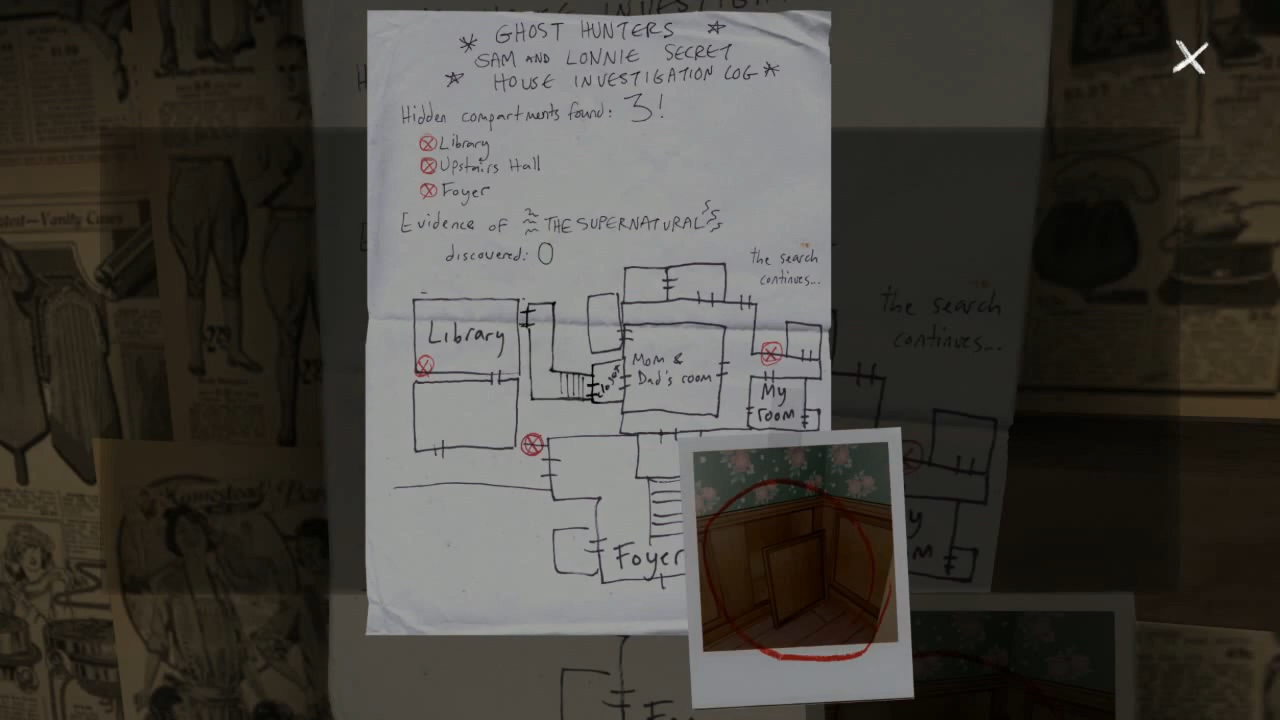 GHOST HUNTERS
SAM AND LONNIE SECRET
HOUSE INVESTIGATION LOG
Hidden compartments found: 3!
Library
Upstairs Hall
Foyer
Evidence of THE SUPERNATURAL
discovered: 0
the search
continues...
Library
Mom &
Dad's room
closet
My
room
Foyer
the search
continues...